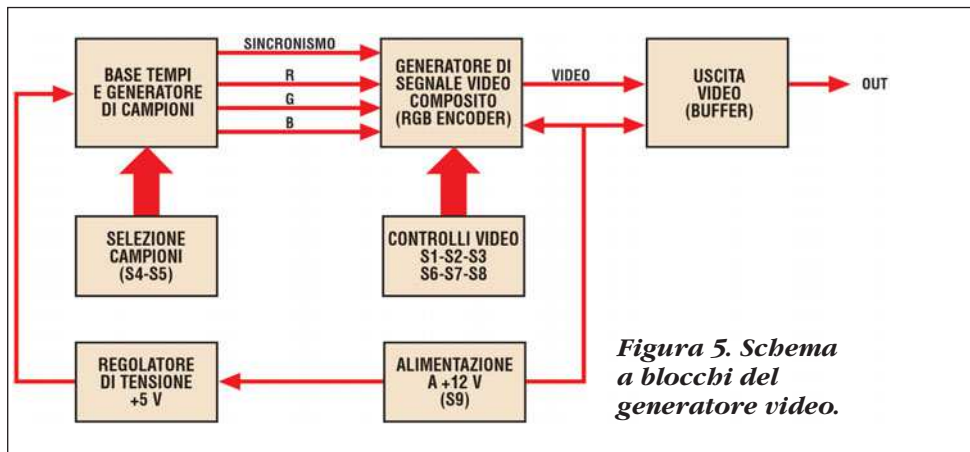 BASE TEMPI
E GENERATORE
DI CAMPIONI
SINCRONISMO
R
G
B
GENERATORE DI
SEGNALE VIDEO
COMPOSITO
(RGB ENCODER)
VIDEO
USCITA
VIDEO
(BUFFER)
OUT
SELEZIONE
CAMPIONI
(S4-S5)
CONTROLLI VIDEO
S1-S2-S3
S6-S7-S8
REGOLATORE
DI TENSIONE
+5 V
ALIMENTAZIONE
A +12 V
(S9)
Figura 5. Schema
a blocchi del
generatore video.